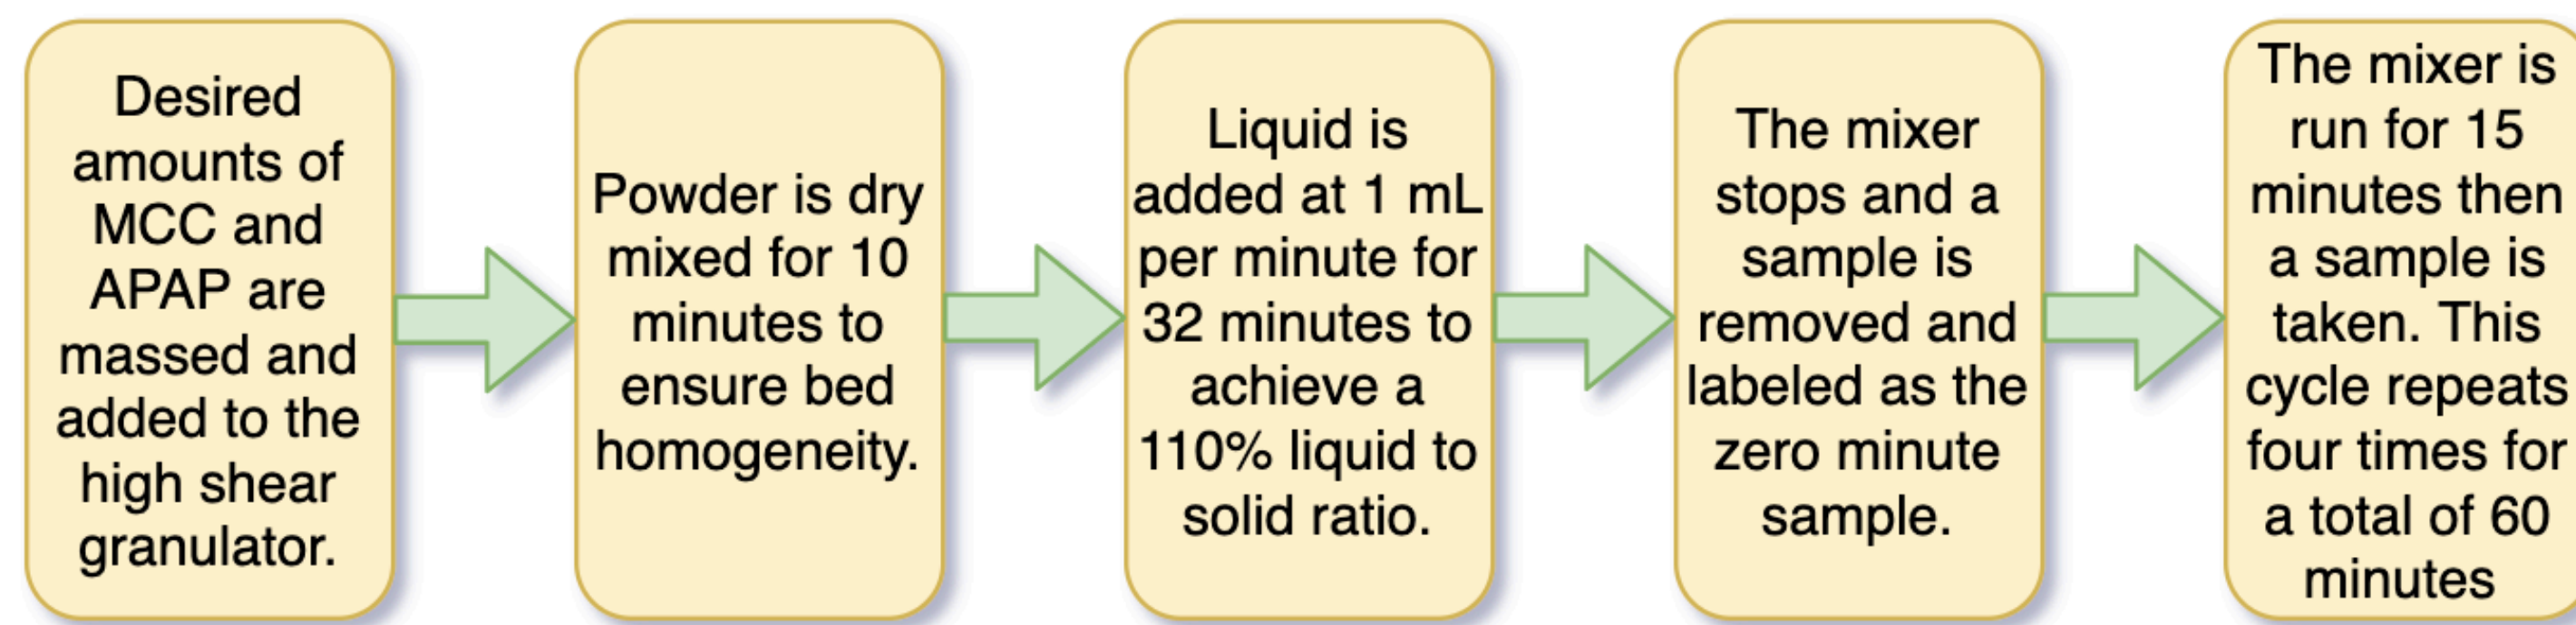 Desired
amounts of
MCC and
APAP are
massed and
added to the
high shear
granulator.
Powder is dry
mixed for 10
minutes to
ensure bed
homogeneity.
Liquid is
added at 1 mL
per minute for
32 minutes to
achieve a
110% liquid to
solid ratio.
The mixer
stops and a
sample is
removed and
labeled as the
zero minute
sample.
The mixer is
run for 15
minutes then
a sample is
taken. This
cycle repeats
four times for
a total of 60
minutes